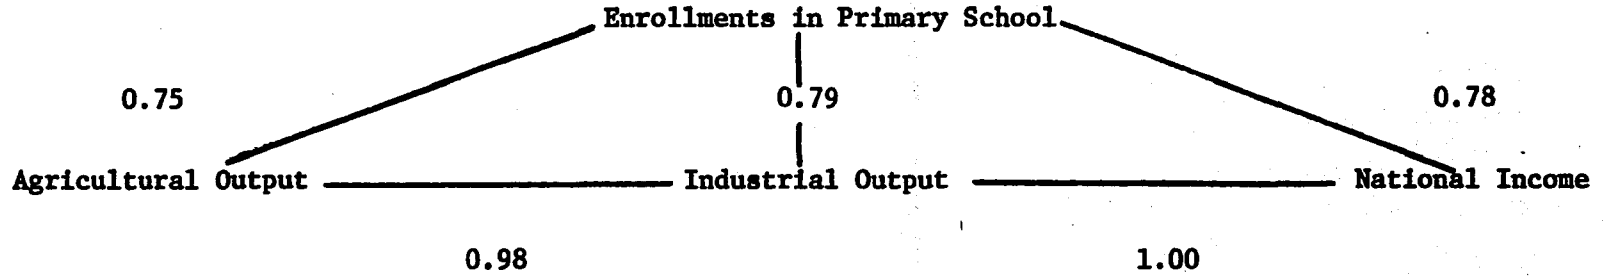 Enrollments in Primary School
0.75 0.79 0.78
Agricultural Output Industrial Output National Income
0.98 1.00